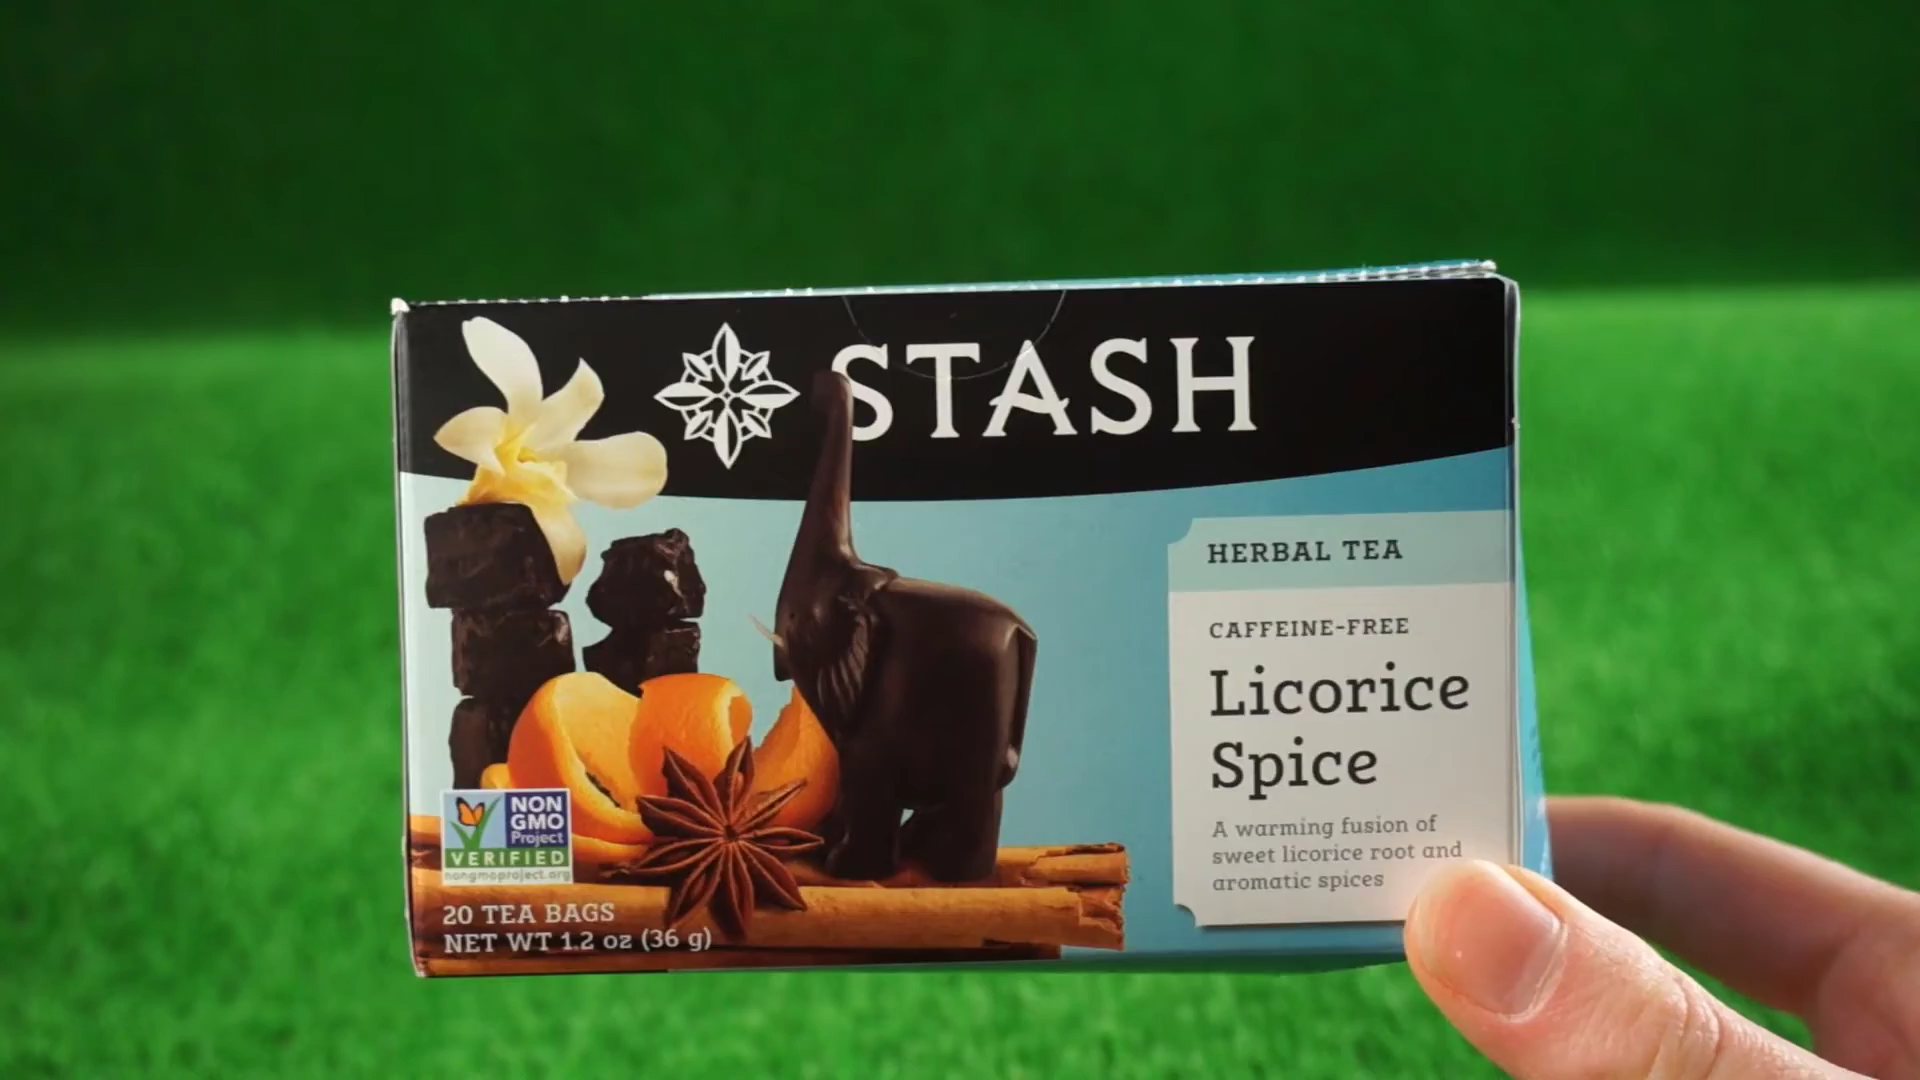 STASH
HERBAL TEA
CAFFEINE-FREE
Licorice
Spice
A warming fusion of
sweet licorice root and
aromatic spices
NON
GMO
Project
VERIFIED
nongmoproject.org
20 TEA BAGS
NET WT 1.2 oz (36 g)